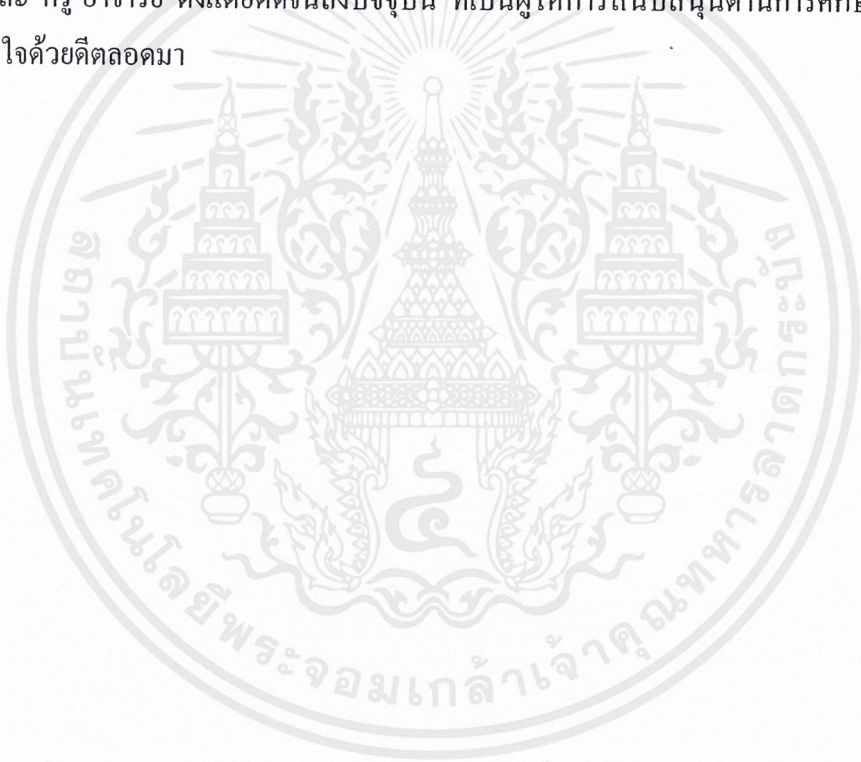 ครู อาจารย์ ตั้งแต่อดีตจนถึงปัจจุบัน ที่เป็นผู้ให้การสนับสนุนด้านการศึกษ
ใจด้วยดีตลอดมา
สถาบันเทคโนโลยีพระจอมเกล้าเจ้าคุณทหารลาดกระบัง
๔